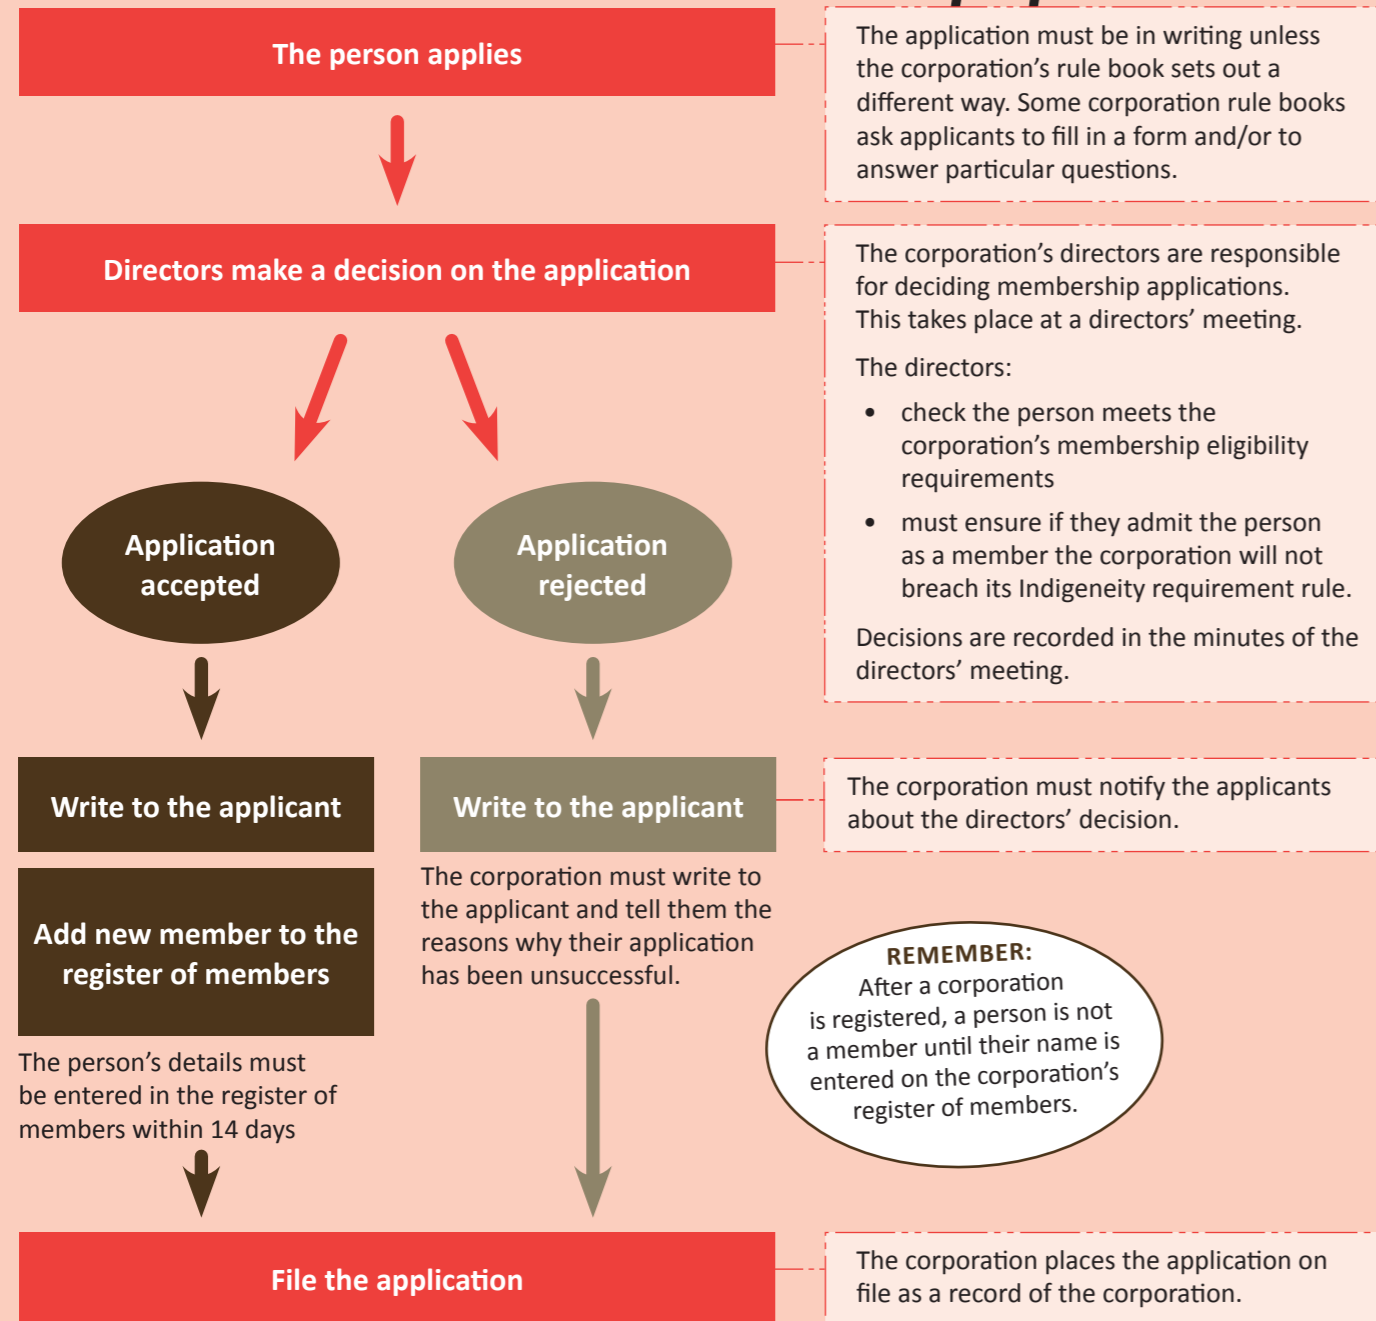 The person applies
The application must be in writing unless
the corporation’s rule book sets out a
different way. Some corporation rule books
ask applicants to fill in a form and/or to
answer particular questions.
Directors make a decision on the application
The corporation’s directors are responsible
for deciding membership applications.
This takes place at a directors’ meeting.
The directors:
• check the person meets the
corporation’s membership eligibility
requirements
• must ensure if they admit the person
as a member the corporation will not
breach its Indigeneity requirement rule.
Decisions are recorded in the minutes of the
directors’ meeting.
Application
accepted
Application
rejected
Write to the applicant
Add new member to the
register of members
The person’s details must
be entered in the register of
members within 14 days
Write to the applicant
The corporation must write to
the applicant and tell them the
reasons why their application
has been unsuccessful.
The corporation must notify the applicants
about the directors’ decision.
REMEMBER:
After a corporation
is registered, a person is not
a member until their name is
entered on the corporation’s
register of members.
File the application
The corporation places the application on
file as a record of the corporation.